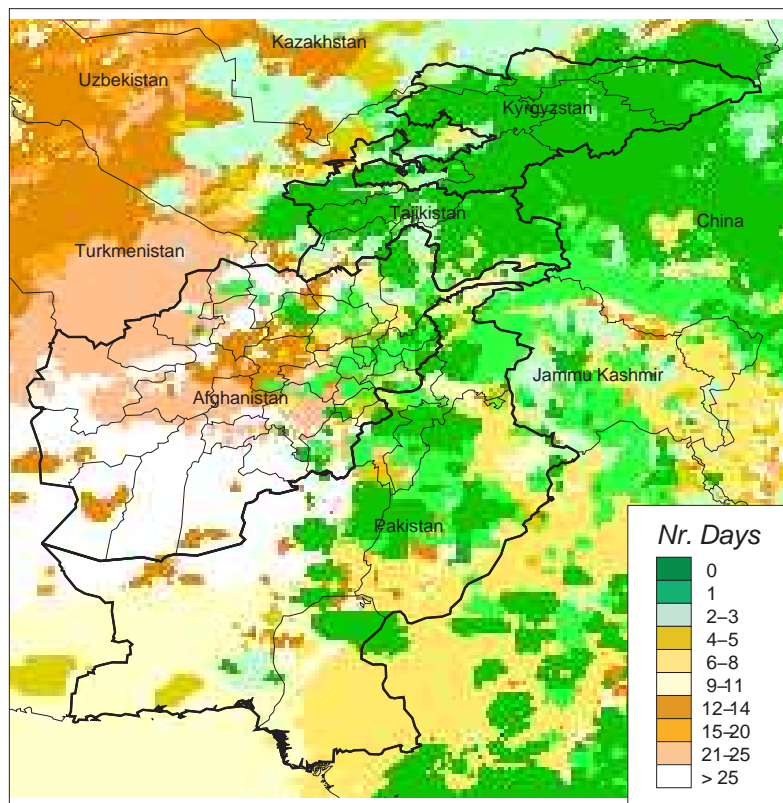 Kazakhstan
Uzbekistan
Kyrgyzstan
Tajikistan
China
Turkmenistan
Jammu Kashmir
Afghanistan
Pakistan
Nr. Days
0
1
2–3
4–5
6–8
9–11
12–14
15–20
21–25
> 25